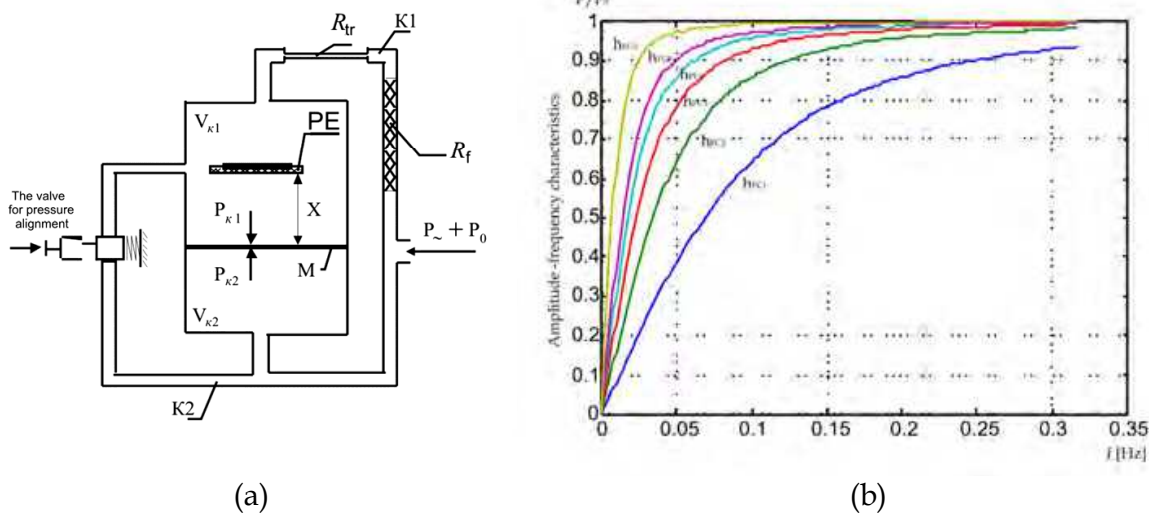 R_tr
K1
V_κ1
PE
R_f
The valve
for pressure
alignment
P_κ1
X
P_~ + P_0
P_κ2
M
V_κ2
K2
(a)
Amplitude -frequency characteristics
1
0.9
0.8
0.7
0.6
0.5
0.4
0.3
0.2
0.1
0
0
0.05
0.1
0.15
0.2
0.25
0.3
0.35
f [Hz]
(b)